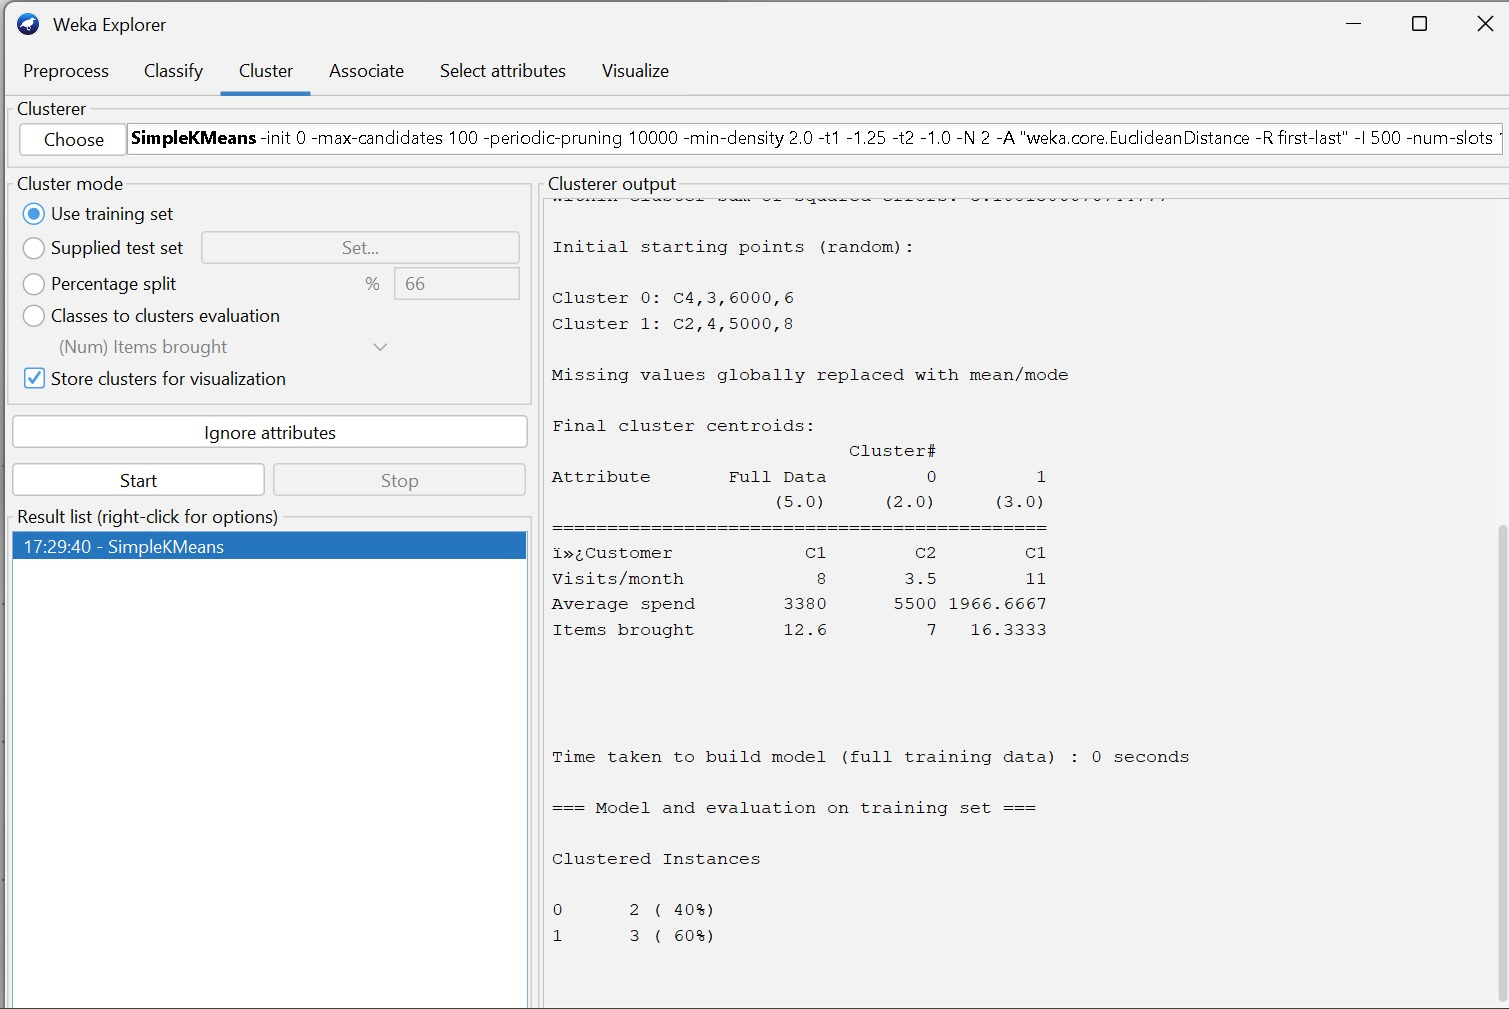 Weka Explorer
Preprocess Classify Cluster Associate Select attributes Visualize
Clusterer
Choose SimpleKMeans -init 0 -max-candidates 100 -periodic-pruning 10000 -min-density 2.0 -t1 -1.25 -t2 -1.0 -N 2 -A "weka.core.EuclideanDistance -R first-last" -I 500 -num-slots
Cluster mode
Use training set
Supplied test set Set...
Percentage split % 66
Classes to clusters evaluation
(Num) Items brought
Store clusters for visualization
Ignore attributes
Start Stop
Result list (right-click for options)
17:29:40 - SimpleKMeans
Clusterer output
Initial starting points (random):
Cluster 0: C4,3,6000,6
Cluster 1: C2,4,5000,8
Missing values globally replaced with mean/mode
Final cluster centroids:
Cluster#
Attribute Full Data 0 1
(5.0) (2.0) (3.0)
============================================
ï»¿Customer C1 C2 C1
Visits/month 8 3.5 11
Average spend 3380 5500 1966.6667
Items brought 12.6 7 16.3333
Time taken to build model (full training data) : 0 seconds
=== Model and evaluation on training set ===
Clustered Instances
0 2 ( 40%)
1 3 ( 60%)